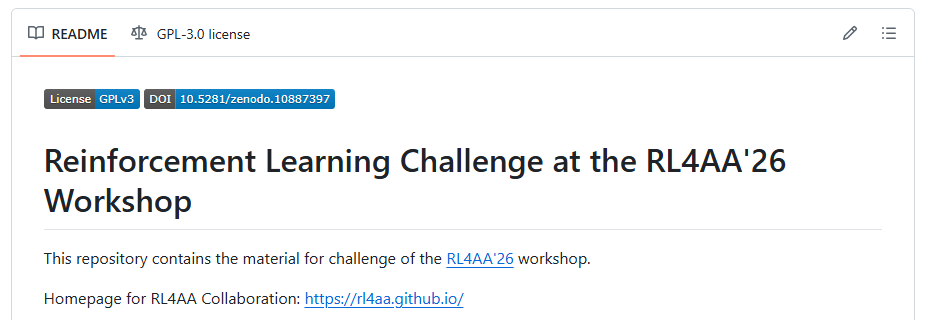 README GPL-3.0 license
License GPLv3 DOI 10.5281/zenodo.10887397
Reinforcement Learning Challenge at the RL4AA'26
Workshop
This repository contains the material for challenge of the RL4AA'26 workshop.
Homepage for RL4AA Collaboration: https://rl4aa.github.io/